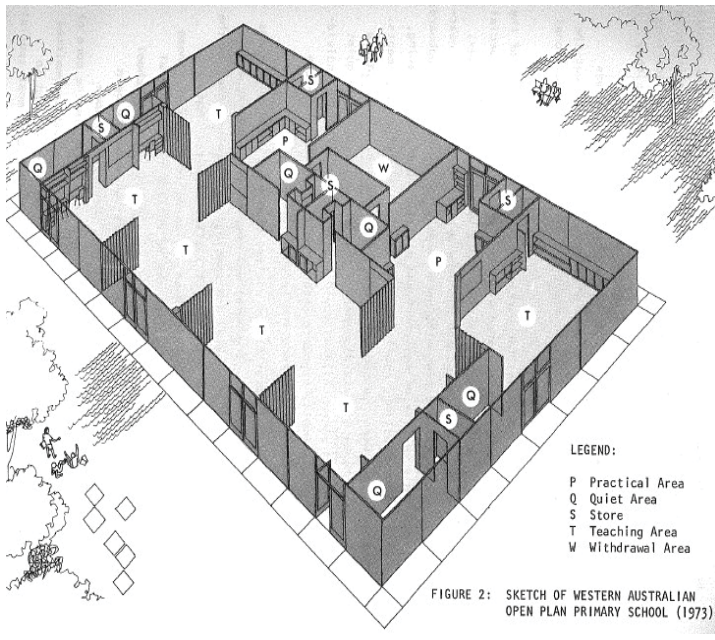 S
Q
S
T
Q
P
W
Q
Q
S
S
T
Q
T
P
T
T
Q
T
S
Q
LEGEND:
P Practical Area
Q Quiet Area
S Store
T Teaching Area
W Withdrawal Area
FIGURE 2: SKETCH OF WESTERN AUSTRALIAN
OPEN PLAN PRIMARY SCHOOL (1973)